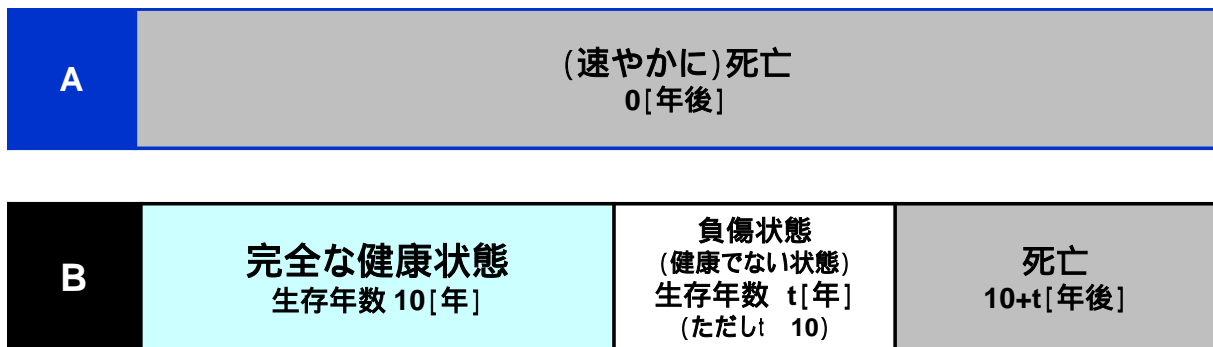 A
(速やかに)死亡
0[年後]
B
完全な健康状態
生存年数 10[年]
負傷状態
(健康でない状態)
生存年数 t[年]
(ただしt 10)
死亡
10+t[年後]